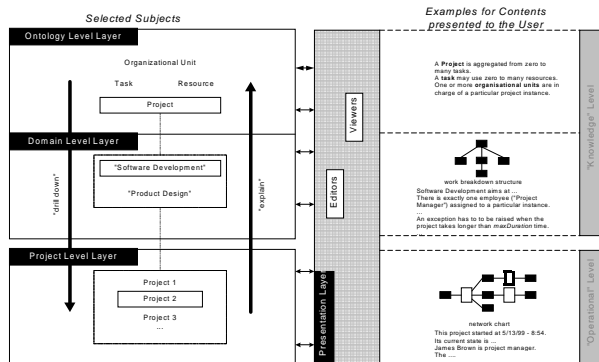 Selected Subjects
Examples for Contents
presented to the User
Ontology Level Layer
Organizational Unit
Task
Resource
Project
Domain Level Layer
"Software Development"
"Product Design"
"drill down"
"explain"
Project Level Layer
Project 1
Project 2
Project 3
...
Viewers
Editors
Presentation Layer
A Project is aggregated from zero to
many tasks.
A task may use zero to many resources.
One or more organisational units are in
charge of a particular project instance.
work breakdown structure
Software Development aims at ...
There is exactly one employee ("Project
Manager") assigned to a particular instance.
...
An exception has to to be raised when the
project takes longer than maxDuration time.
...
network chart
This project started at 5/13/99 - 8:54.
Its current state is ...
James Brown is project manager.
The ....
"Knowledge" Level
"Operational" Level